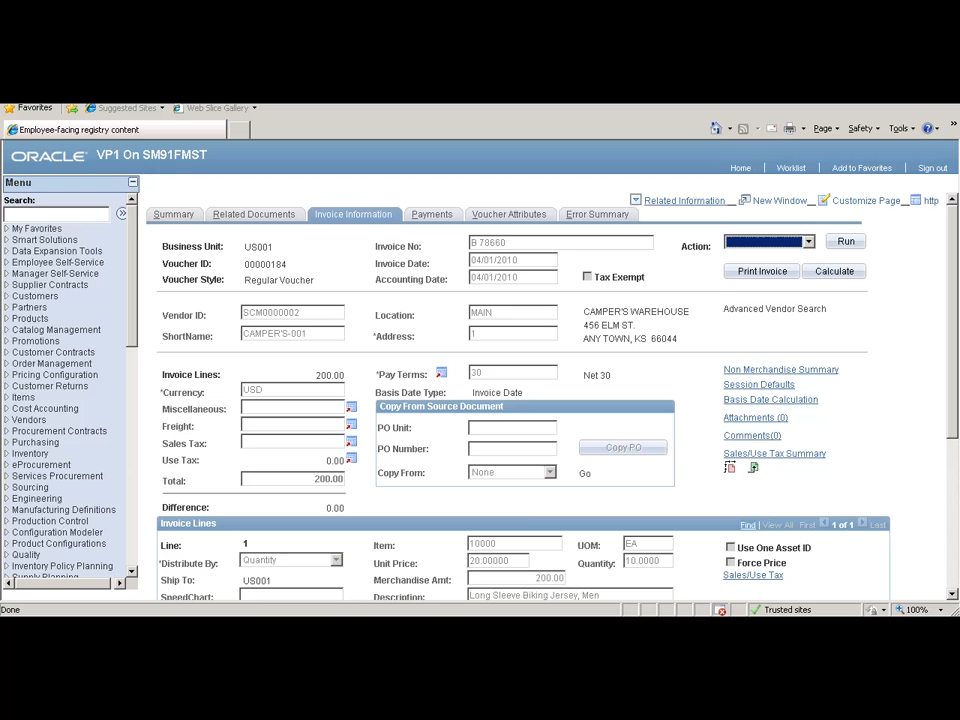 Favorites Suggested Sites Web Slice Gallery
Employee-facing registry content
Page Safety Tools
ORACLE VP1 On SM91FMST
Home Worklist Add to Favorites Sign out
Menu
Search:
My Favorites
Smart Solutions
Data Expansion Tools
Employee Self-Service
Manager Self-Service
Supplier Contracts
Customers
Partners
Products
Catalog Management
Promotions
Customer Contracts
Order Management
Pricing Configuration
Customer Returns
Items
Cost Accounting
Vendors
Procurement Contracts
Purchasing
Inventory
eProcurement
Services Procurement
Sourcing
Engineering
Manufacturing Definitions
Production Control
Configuration Modeler
Product Configurations
Quality
Inventory Policy Planning
Supply Planning
Related Information New Window Customize Page http
Summary Related Documents Invoice Information Payments Voucher Attributes Error Summary
Business Unit: US001 Invoice No: B 78660 Action: Run
Voucher ID: 00000184 Invoice Date: 04/01/2010
Voucher Style: Regular Voucher Accounting Date: 04/01/2010 Tax Exempt Print Invoice Calculate
Vendor ID: SCM0000002 Location: MAIN CAMPER'S WAREHOUSE Advanced Vendor Search
456 ELM ST.
ShortName: CAMPER'S-001 *Address: 1 ANY TOWN, KS 66044
Invoice Lines: 200.00 *Pay Terms: 30 Net 30 Non Merchandise Summary
*Currency: USD Basis Date Type: Invoice Date Session Defaults
Miscellaneous: Copy From Source Document Basis Date Calculation
Freight: PO Unit: Attachments (0)
Sales Tax: PO Number: Copy PO Comments(0)
Use Tax: 0.00 Sales/Use Tax Summary
Total: 200.00 Copy From: None Go
Difference: 0.00
Invoice Lines Find | View All First 1 of 1 Last
Line: 1 Item: 10000 UOM: EA Use One Asset ID
*Distribute By: Quantity Unit Price: 20.00000 Quantity: 10.0000 Force Price
Ship To: US001 Merchandise Amt: 200.00 Sales/Use Tax
SpeedChart: Description: Long Sleeve Biking Jersey, Men
Done Trusted sites 100%